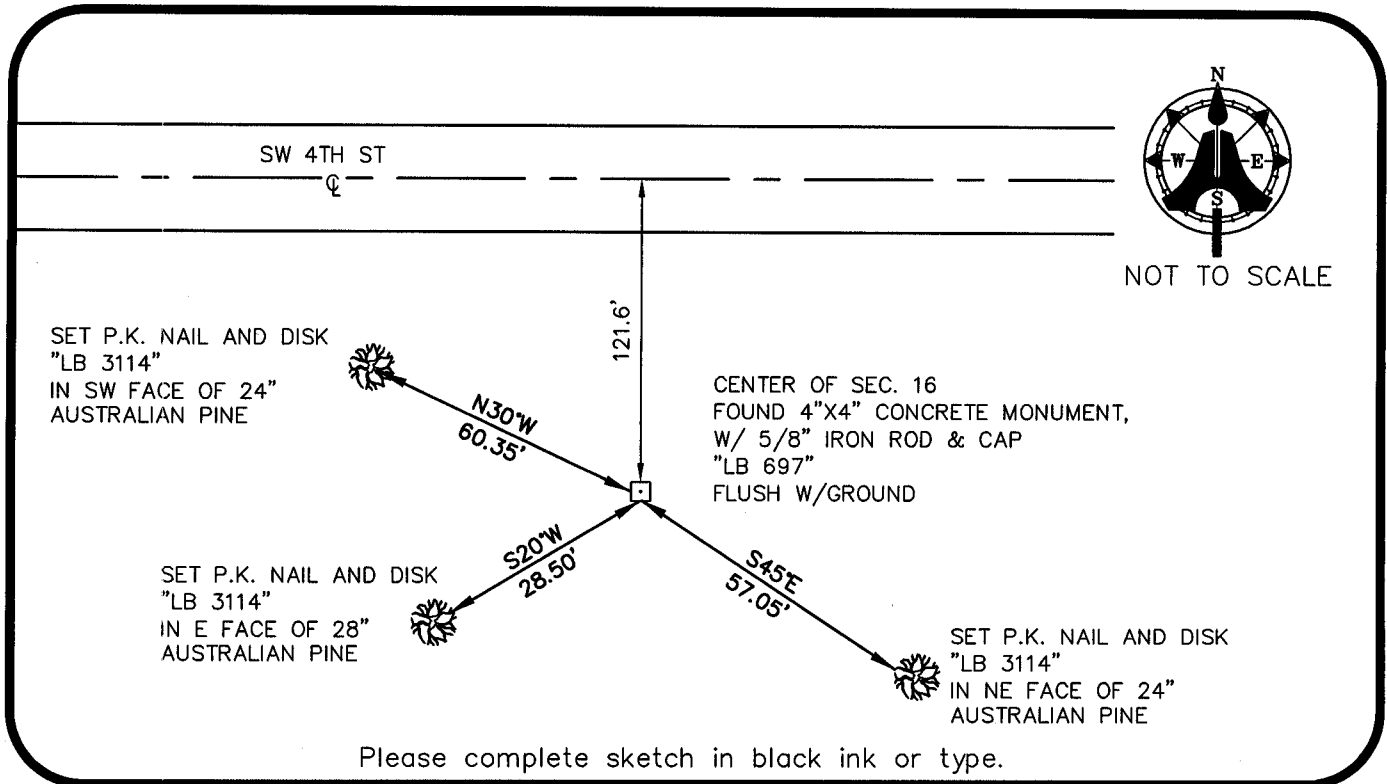 N
W E
S
NOT TO SCALE
SW 4TH ST
℄
121.6'
SET P.K. NAIL AND DISK
"LB 3114"
IN SW FACE OF 24"
AUSTRALIAN PINE
N30°W
60.35'
CENTER OF SEC. 16
FOUND 4"X4" CONCRETE MONUMENT,
W/ 5/8" IRON ROD & CAP
"LB 697"
FLUSH W/GROUND
S20°W
28.50'
SET P.K. NAIL AND DISK
"LB 3114"
IN E FACE OF 28"
AUSTRALIAN PINE
S45°E
57.05'
SET P.K. NAIL AND DISK
"LB 3114"
IN NE FACE OF 24"
AUSTRALIAN PINE
Please complete sketch in black ink or type.